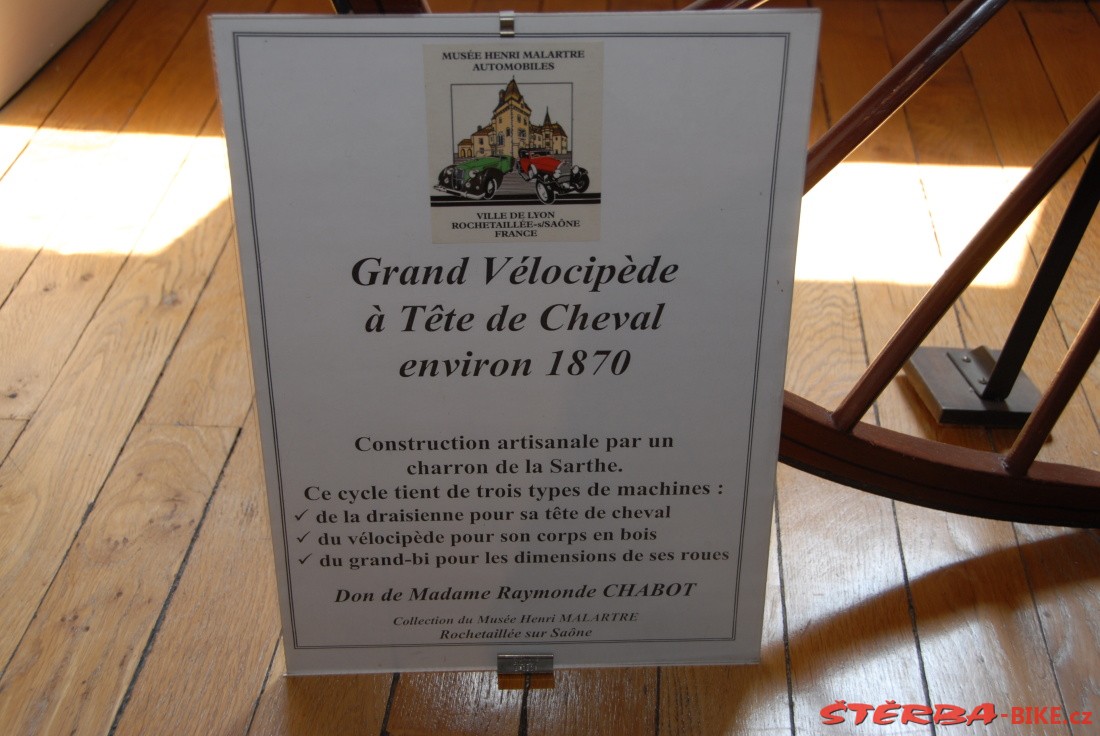 MUSÉE HENRI MALARTRE
AUTOMOBILES
VILLE DE LYON
ROCHETAILLÉE-s/SAÔNE
FRANCE
Grand Vélocipède
à Tête de Cheval
environ 1870
Construction artisanale par un
charron de la Sarthe.
Ce cycle tient de trois types de machines :
✓ de la draisienne pour sa tête de cheval
✓ du vélocipède pour son corps en bois
✓ du grand-bi pour les dimensions de ses roues
Don de Madame Raymonde CHABOT
Collection du Musée Henri MALARTRE
Rochetaillée sur Saône
ŠTĚRBA-BIKE.cz